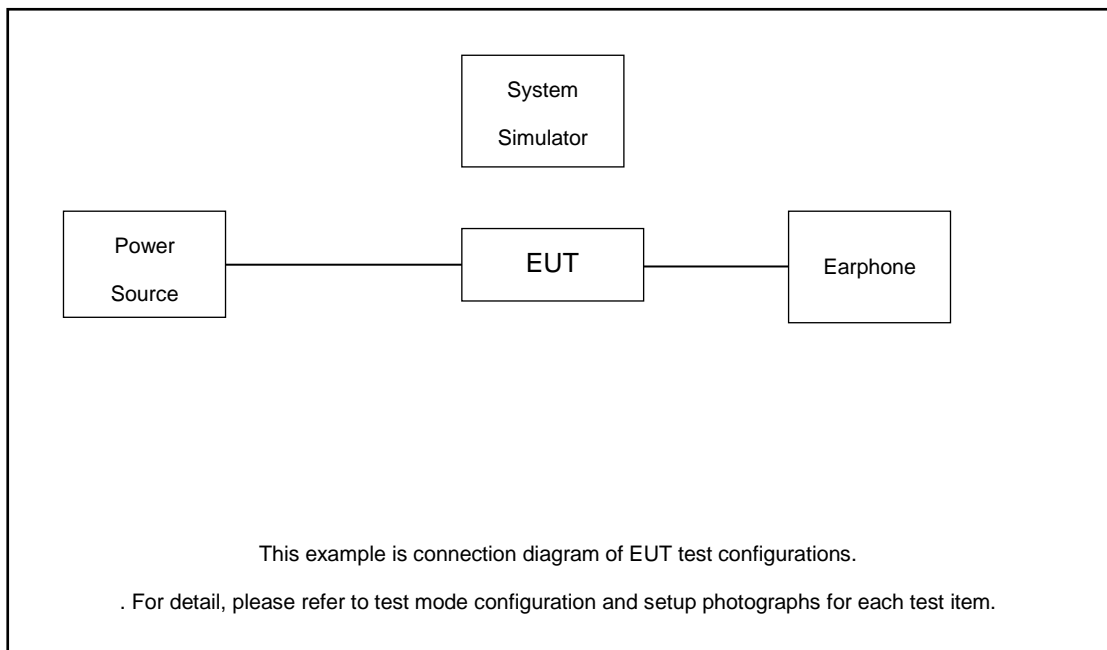 System
Simulator
Power
Source
EUT
Earphone
This example is connection diagram of EUT test configurations.
. For detail, please refer to test mode configuration and setup photographs for each test item.